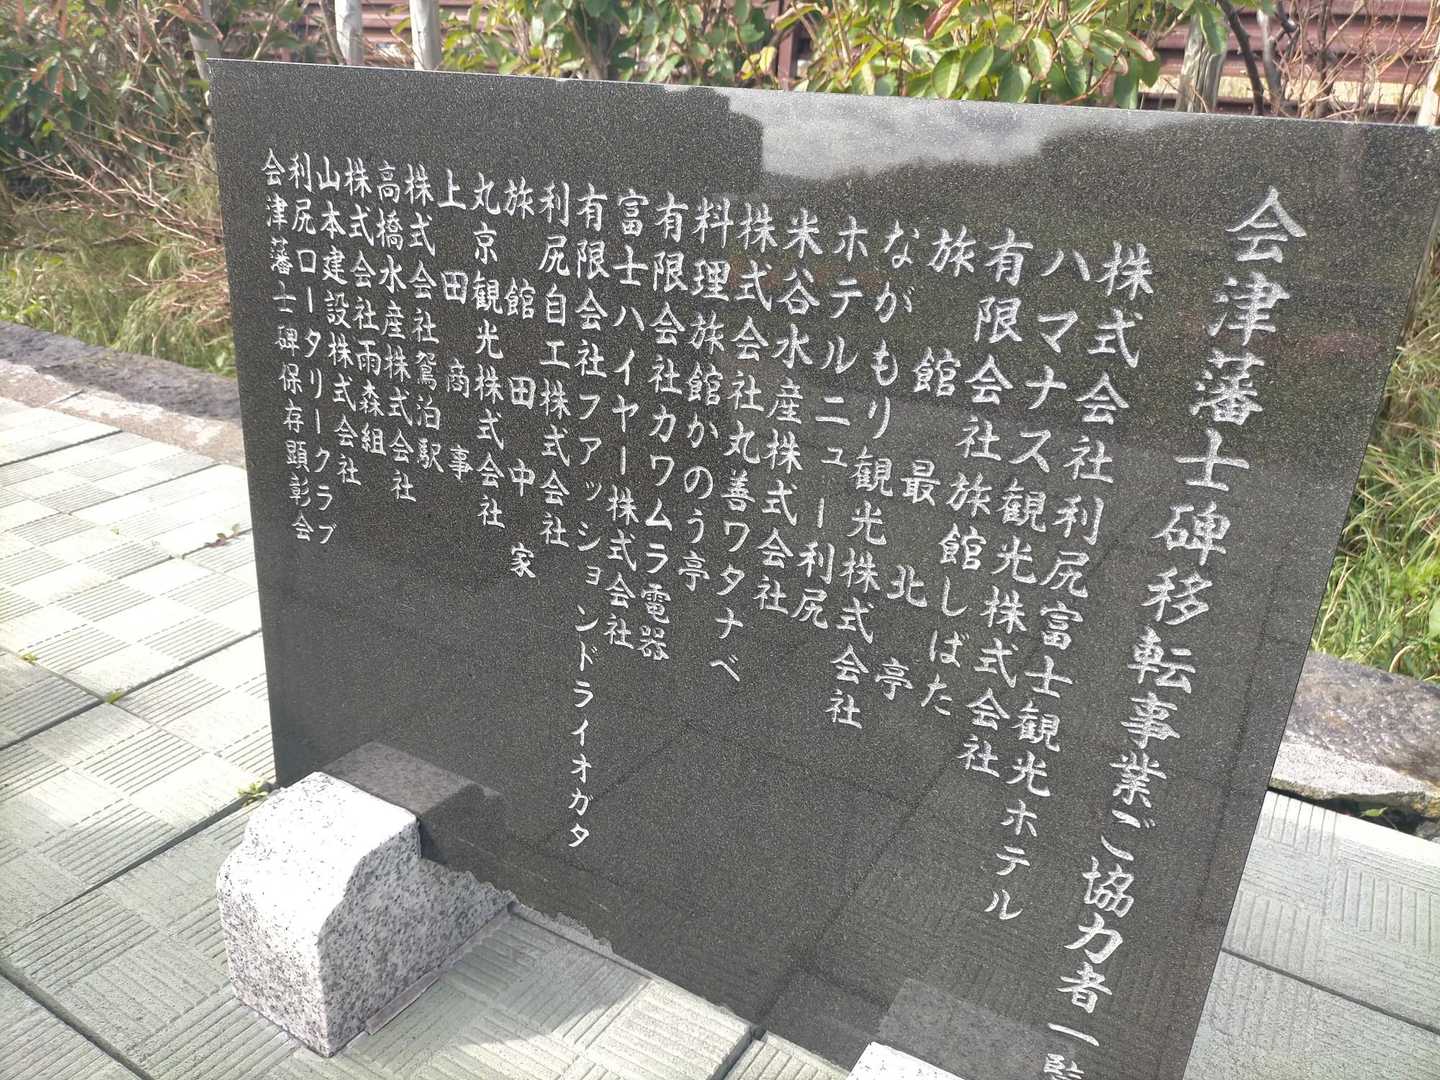 会津藩士碑移転事業ご協力者一
株式会社利尻富士観光ホテル
ハマナス観光株式会社
有限会社旅館しばた
旅館最北亭
ながもり観光株式会社
ホテルニュー利尻
米谷水産株式会社
株式会社丸善ワタナベ
料理旅館かのう亭
有限会社カワムラ電器
富士ハイヤー株式会社
有限会社ファッションドライオガタ
利尻自工株式会社
旅館田中家
丸京観光株式会社
上田商事
株式会社鴛泊駅
高橋水産株式会社
株式会社雨森組
山本建設株式会社
利尻ロータリークラブ
会津藩士碑保存顕彰会